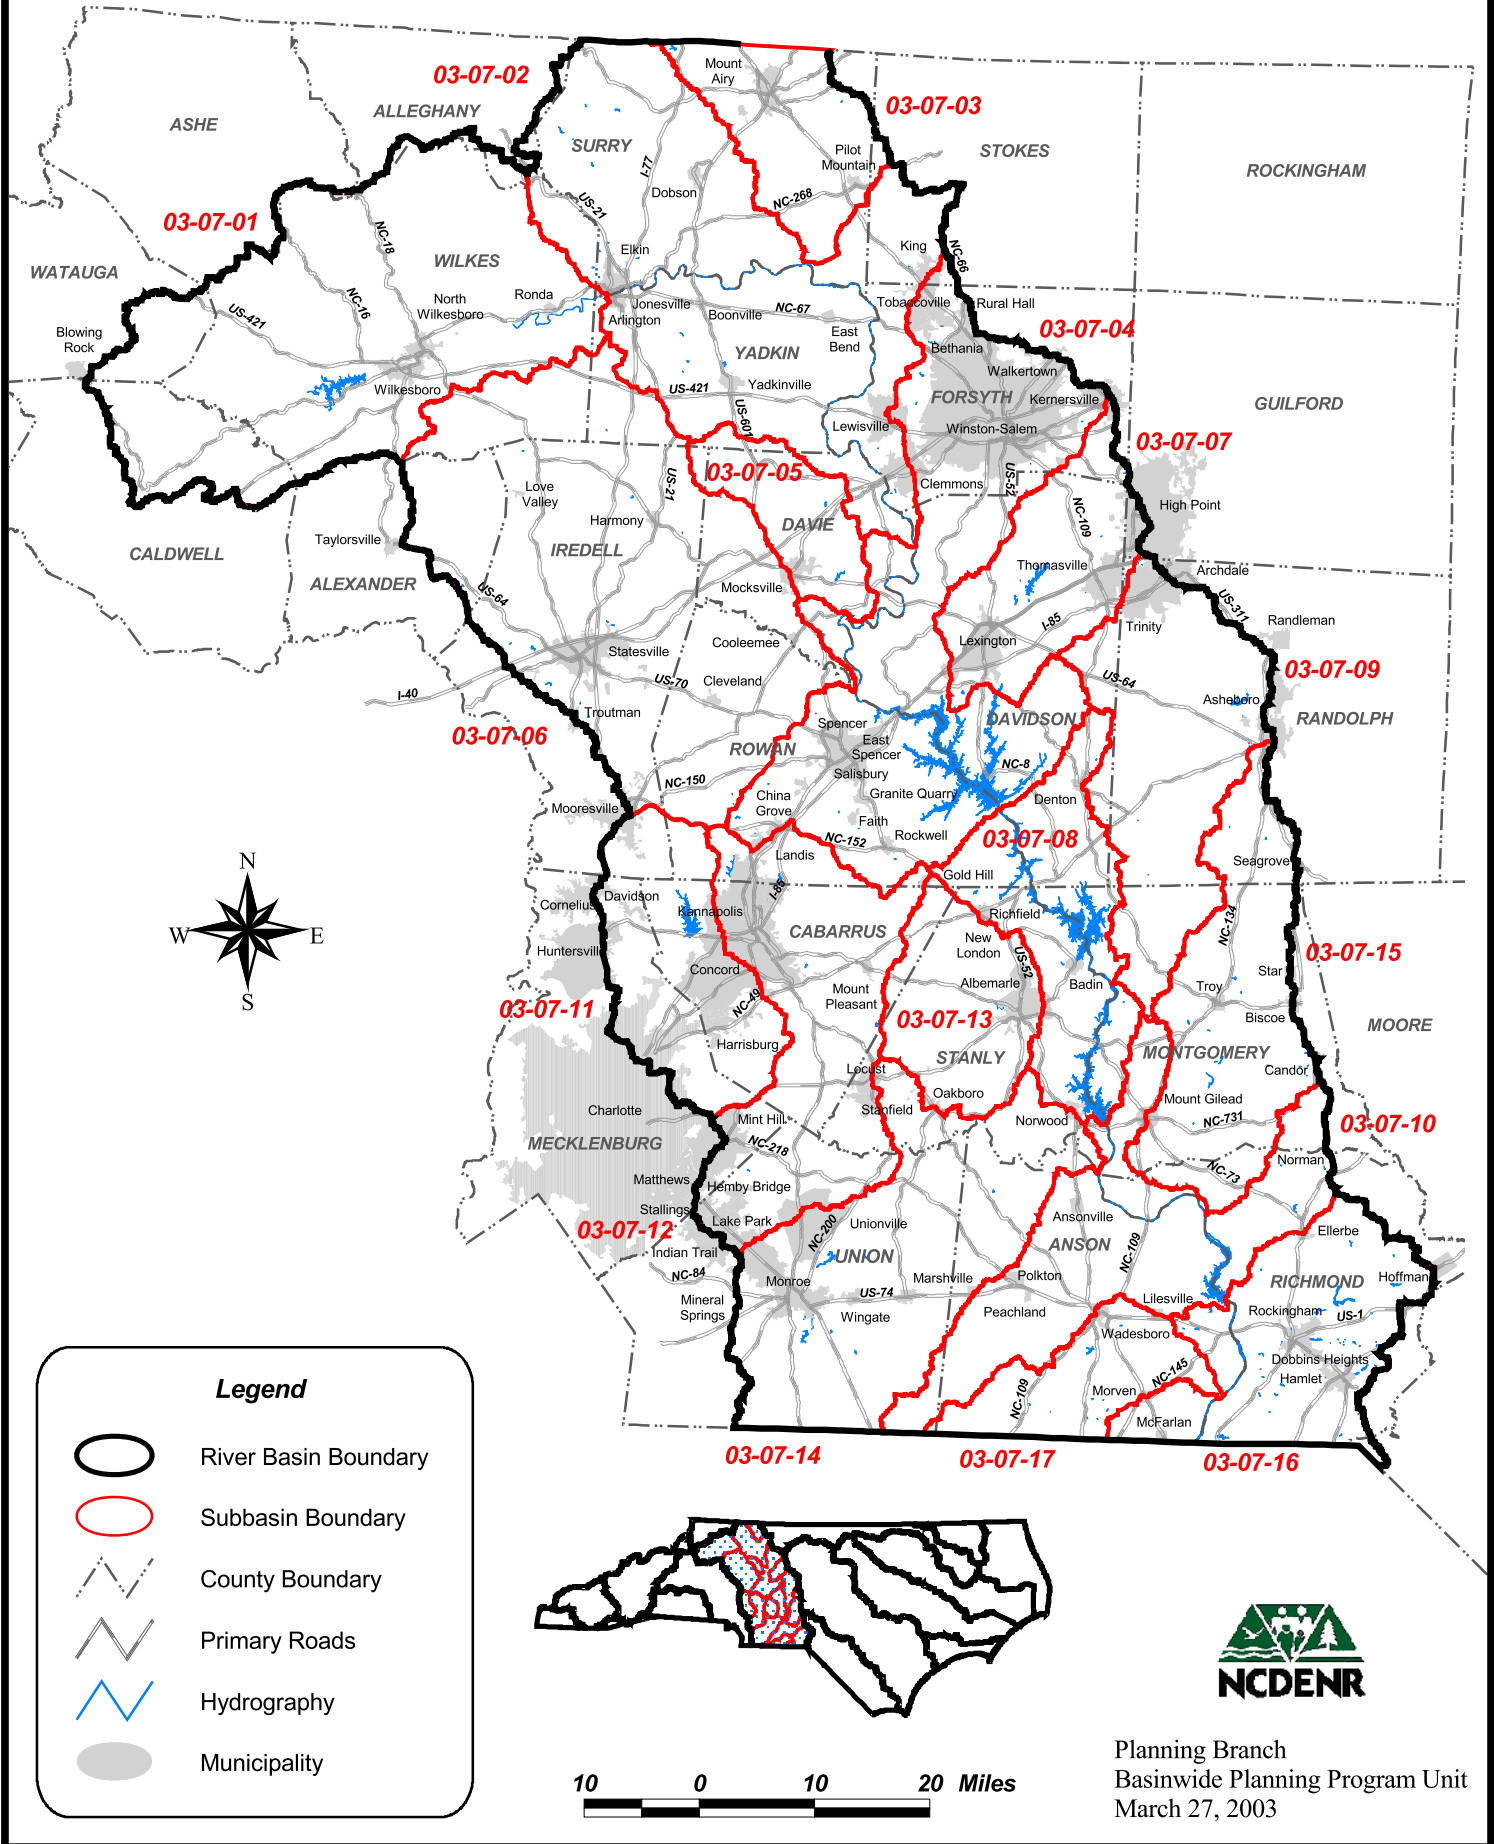 03-07-02
Mount
Airy
03-07-03
ALLEGHANY
ASHE
SURRY
STOKES
Pilot
Mountain
ROCKINGHAM
I-77
Dobson
US-21
NC-268
03-07-01
NC-18
King
NC-66
Elkin
WILKES
WATAUGA
NC-16
North
Wilkesboro
Ronda
Jonesville
Arlington
Boonville
NC-67
Tobaccoville
Rural Hall
US-421
Blowing
Rock
East
Bend
03-07-04
Bethania
YADKIN
Walkertown
Wilkesboro
US-421
Yadkinville
FORSYTH
Kernersville
GUILFORD
US-601
Lewisville
Winston-Salem
03-07-07
03-07-05
US-21
Love
Valley
Clemmons
US-52
NC-109
High Point
Harmony
DAVIE
Taylorsville
IREDELL
CALDWELL
ALEXANDER
Thomasville
Archdale
US-64
Mocksville
US-311
Cooleemee
Lexington
I-85
Trinity
Randleman
Statesville
US-70
Cleveland
US-64
03-07-09
I-40
Asheboro
Troutman
Spencer
DAVIDSON
RANDOLPH
03-07-06
ROWAN
East
Spencer
Salisbury
NC-8
NC-150
Granite Quarry
Denton
Mooresville
China
Grove
Faith
Rockwell
NC-152
03-07-08
Landis
Seagrove
Gold Hill
I-85
Davidson
Cornelius
Kannapolis
Richfield
CABARRUS
NC-134
Huntersville
New
London
US-52
03-07-15
Concord
Star
Mount
Pleasant
Albemarle
Badin
Troy
NC-49
03-07-11
03-07-13
Biscoe
MOORE
Harrisburg
STANLY
MONTGOMERY
Locust
Candor
Oakboro
Mount Gilead
Charlotte
Stanfield
Mint Hill
Norwood
NC-731
03-07-10
MECKLENBURG
NC-218
Norman
Matthews
Hemby Bridge
NC-73
Stallings
Lake Park
Ansonville
03-07-12
NC-200
Unionville
Ellerbe
Indian Trail
UNION
ANSON
NC-109
NC-84
Monroe
Marshville
Polkton
RICHMOND
Hoffman
Mineral
Springs
US-74
Wingate
Peachland
Lilesville
Rockingham
US-1
Wadesboro
Dobbins Heights
Hamlet
NC-109
Morven
NC-145
McFarlan
03-07-14
03-07-17
03-07-16
N
W
E
S
Legend
River Basin Boundary
Subbasin Boundary
County Boundary
Primary Roads
Hydrography
Municipality
10 0 10 20 Miles
NCDENR
Planning Branch
Basinwide Planning Program Unit
March 27, 2003